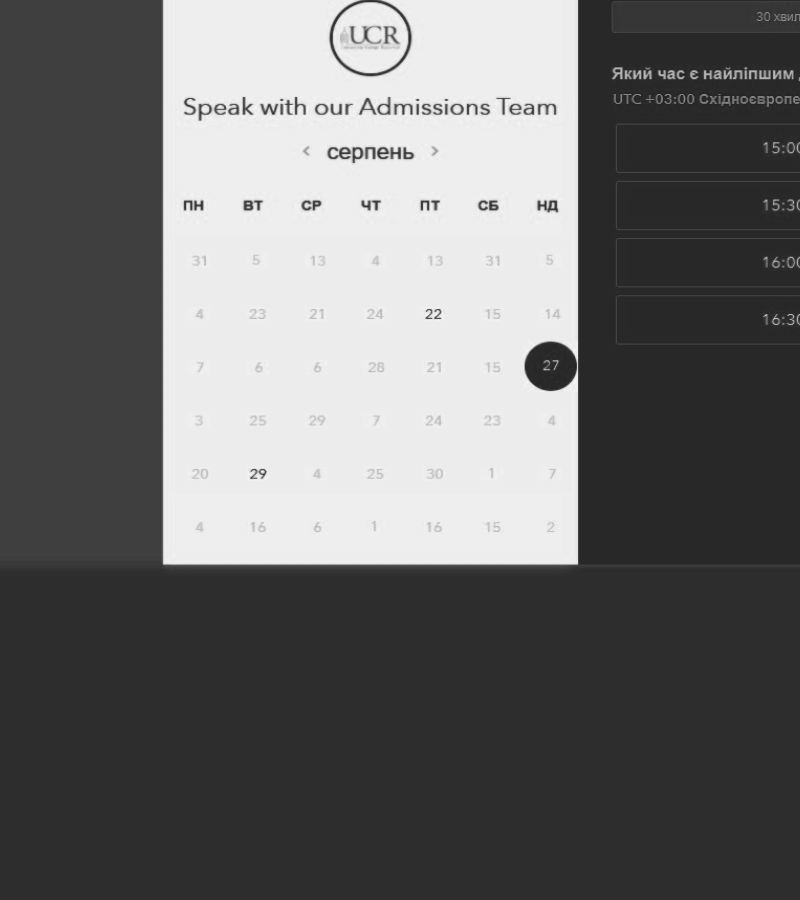 UCR
Speak with our Admissions Team
< серпень >
ПН ВТ СР ЧТ ПТ СБ НД
31 5 13 4 13 31 5
4 23 21 24 22 15 14
7 6 6 28 21 15 27
3 25 29 7 24 23 4
20 29 4 25 30 1 7
4 16 6 1 16 15 2
30 хвил
Який час є найліпшим
UTC +03:00 Східноєвропе
15:00
15:30
16:00
16:30